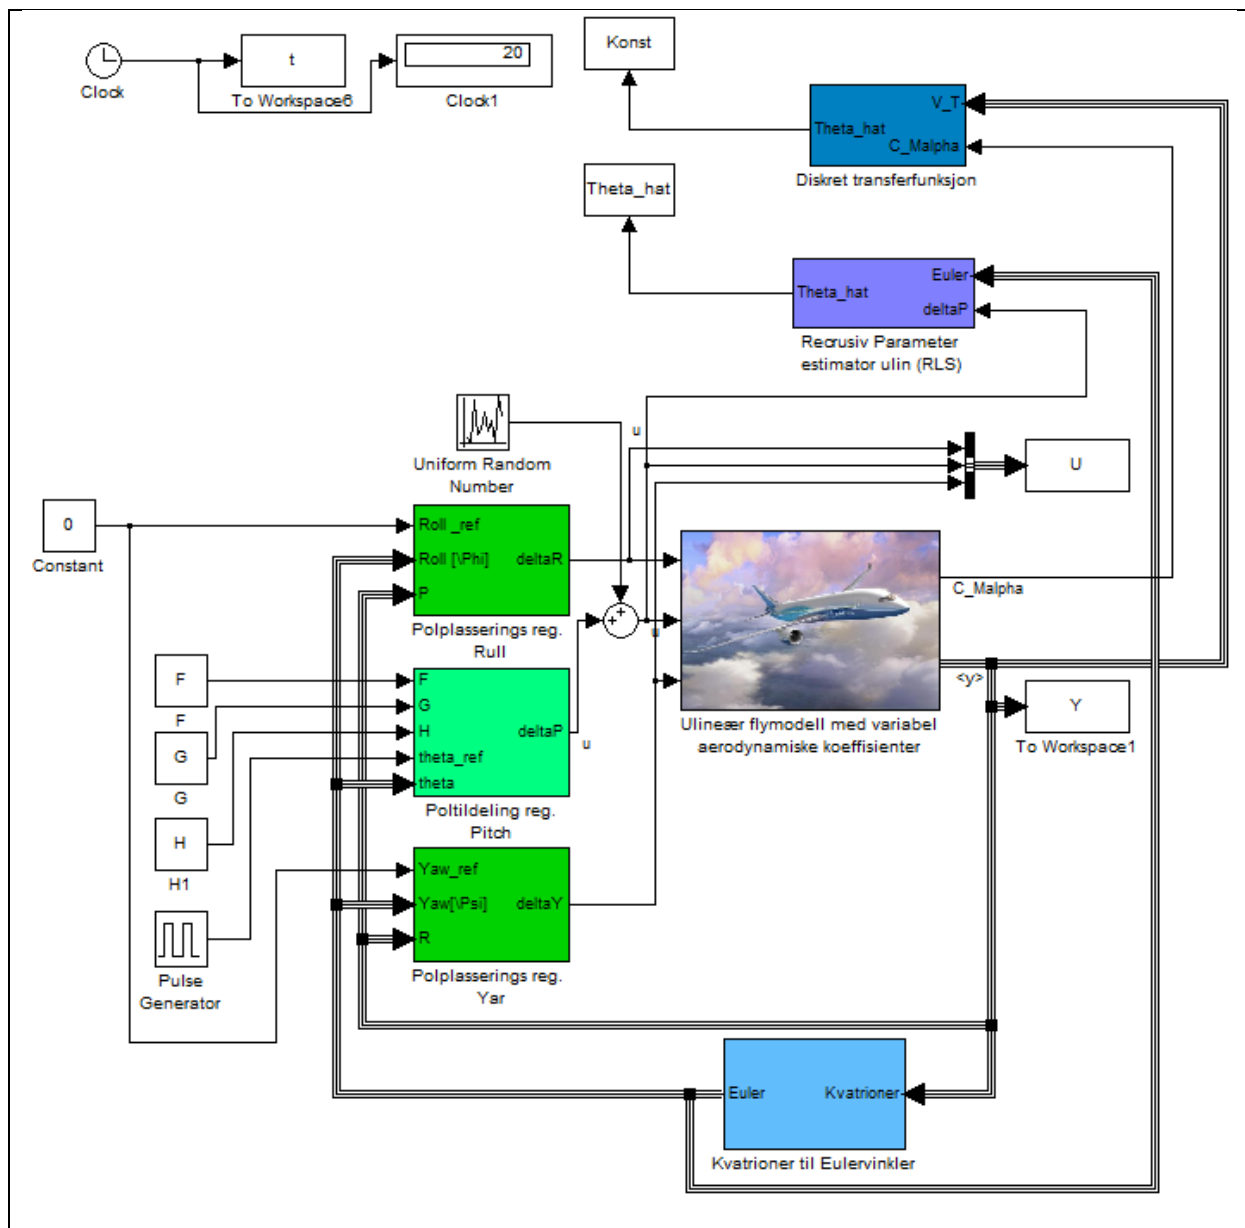 Clock
t
To Workspace6
20
Clock1
Konst
V_T
Theta_hat
C_Malpha
Diskret transferfunksjon
Theta_hat
Euler
Theta_hat
deltaP
Recrusiv Parameter
estimator ulin (RLS)
Uniform Random
Number
u
U
0
Constant
Roll _ref
Roll [\Phi]
deltaR
P
Polplasserings reg.
Rull
C_Malpha
u
F
F
F
G
H
deltaP
theta_ref
theta
u
Poltildeling reg.
Pitch
G
G
H
H1
<y>
Y
To Workspace1
Ulineær flymodell med variabel
aerodynamiske koeffisienter
Yaw_ref
Yaw[\Psi]
deltaY
R
Polplasserings reg.
Yar
Pulse
Generator
Euler
Kvatrioner
Kvatrioner til Eulervinkler